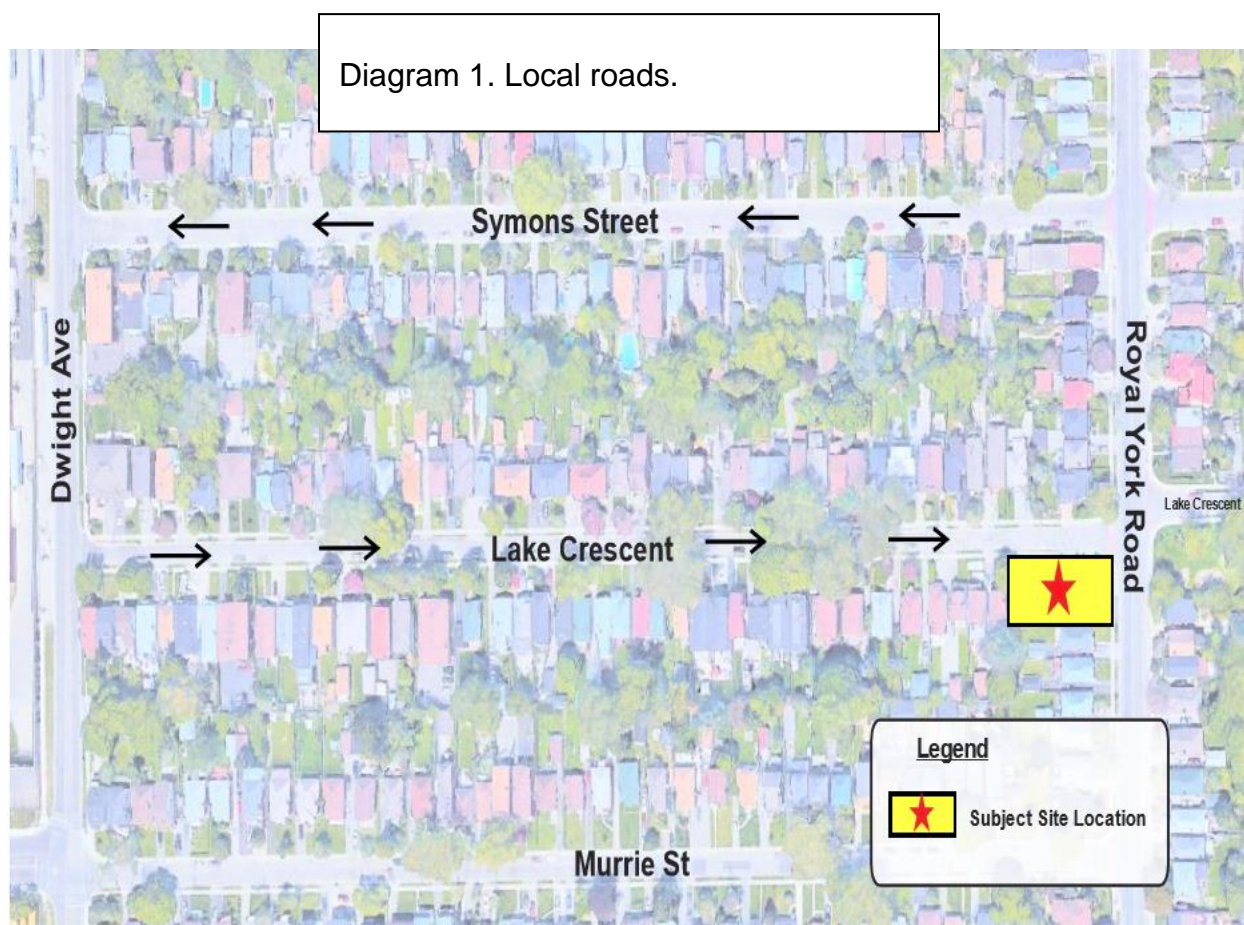 Diagram 1. Local roads.
Symons Street
Dwight Ave
Royal York Road
Lake Crescent
Lake Crescent
Legend
Subject Site Location
Murrie St